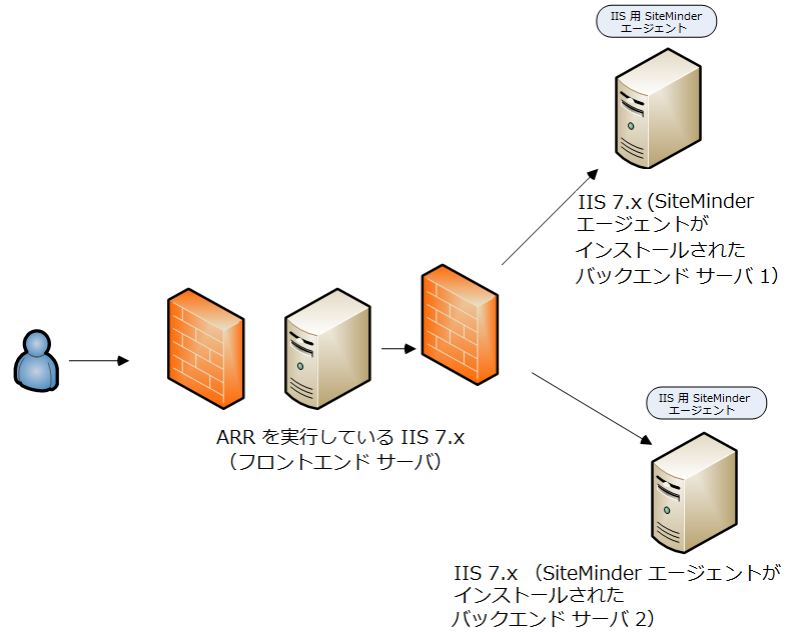 IIS 用 SiteMinder
エージェント
IIS 7.x (SiteMinder
エージェントが
インストールされた
バックエンド サーバ 1）
ARR を実行している IIS 7.x
（フロントエンド サーバ）
IIS 用 SiteMinder
エージェント
IIS 7.x （SiteMinder エージェントが
インストールされた
バックエンド サーバ 2）